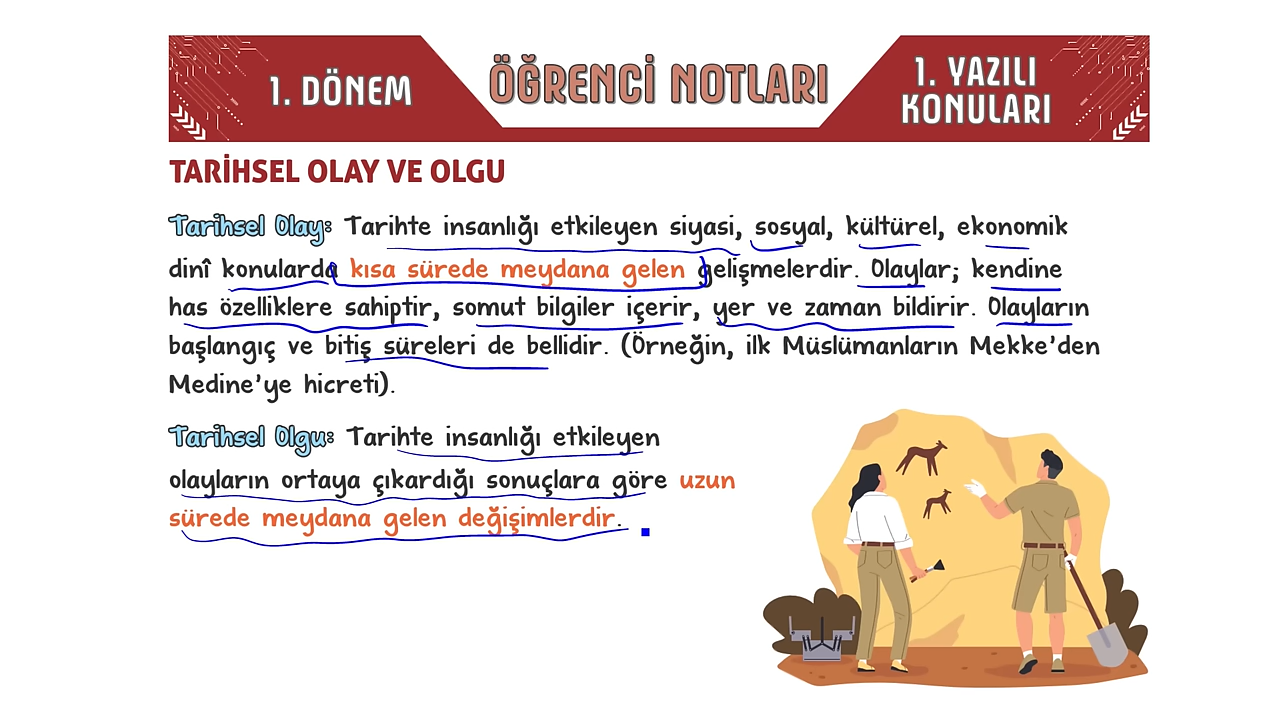 1. DÖNEM
ÖĞRENCİ NOTLARI
1. YAZILI
KONULARI
TARİHSEL OLAY VE OLGU
Tarihsel Olay: Tarihte insanlığı etkileyen siyasi, sosyal, kültürel, ekonomik
dinî konularda kısa sürede meydana gelen gelişmelerdir. Olaylar; kendine
has özelliklere sahiptir, somut bilgiler içerir, yer ve zaman bildirir. Olayların
başlangıç ve bitiş süreleri de bellidir. (Örneğin, ilk Müslümanların Mekke'den
Medine'ye hicreti).
Tarihsel Olgu: Tarihte insanlığı etkileyen
olayların ortaya çıkardığı sonuçlara göre uzun
sürede meydana gelen değişimlerdir.